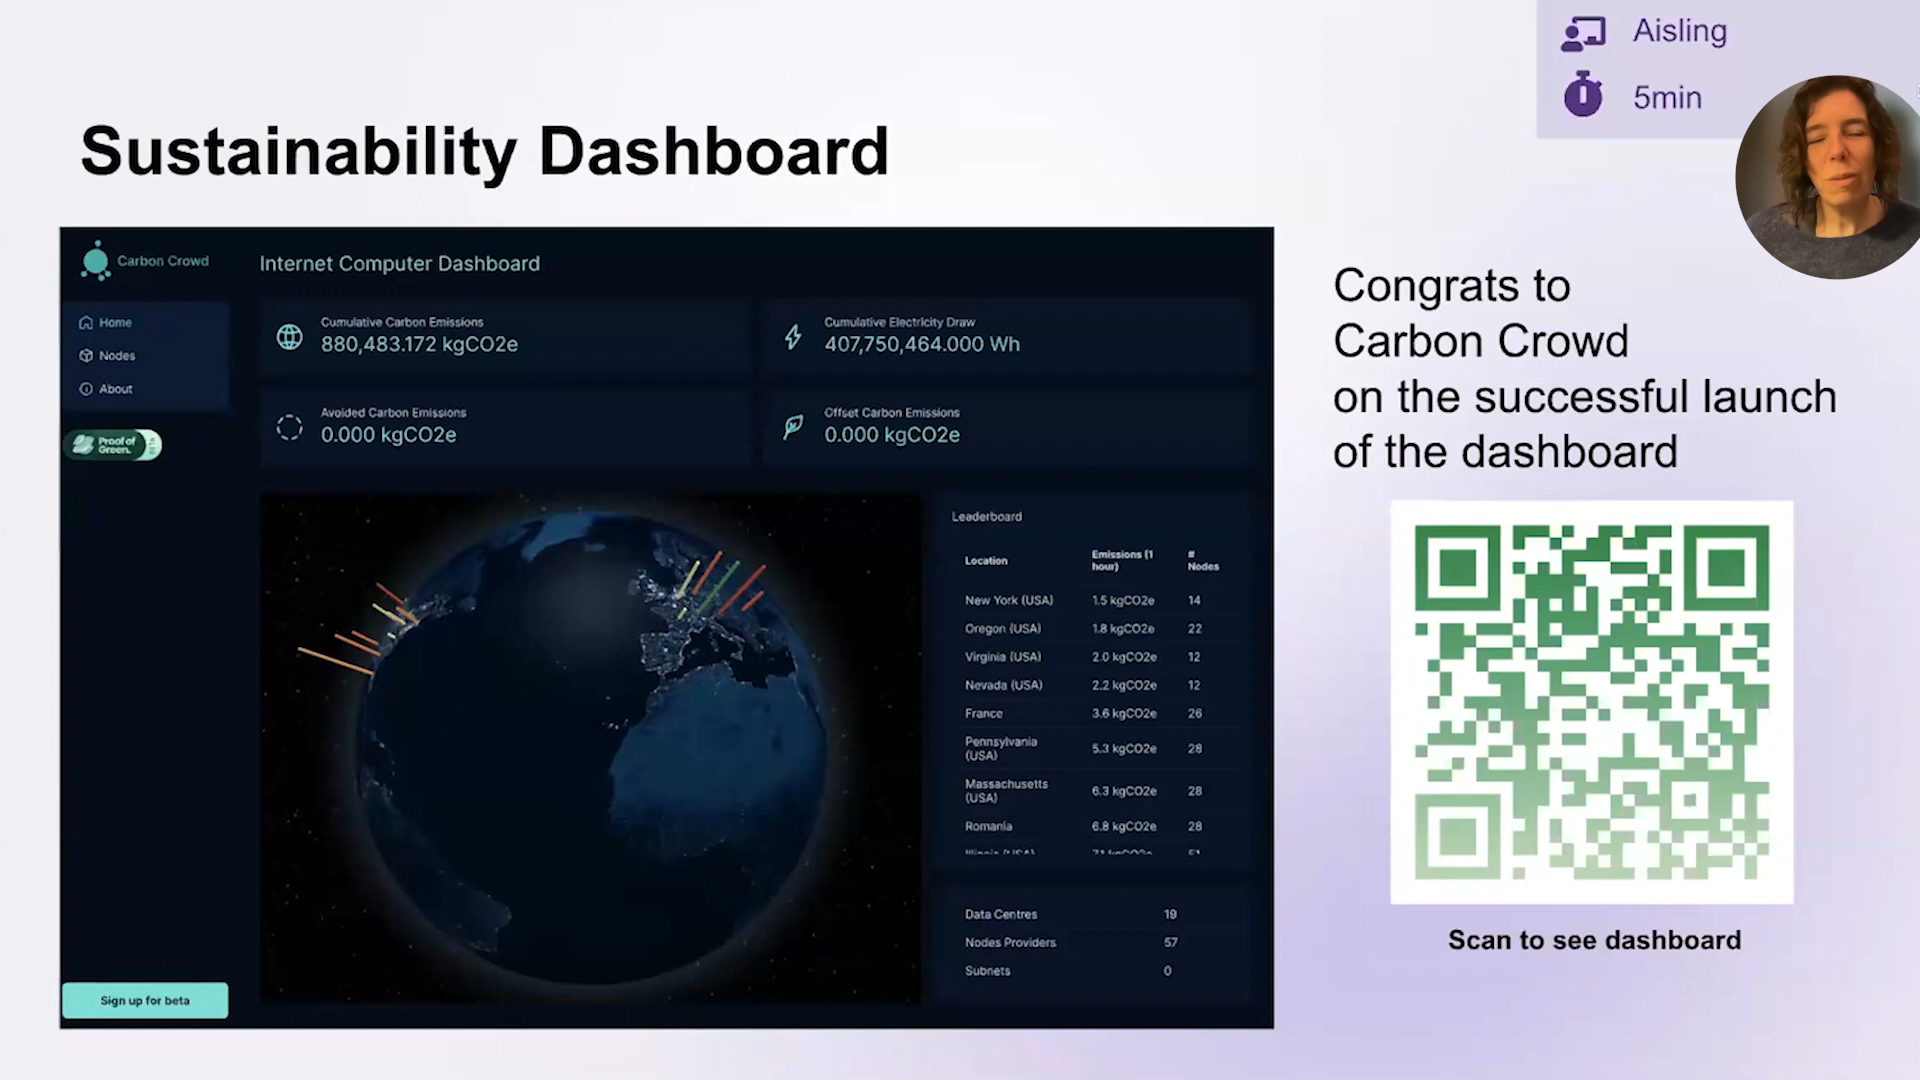 Aisling
5min
Sustainability Dashboard
Carbon Crowd
Internet Computer Dashboard
Home
Nodes
About
Proof of
Green.
Cumulative Carbon Emissions
880,483.172 kgCO2e
Cumulative Electricity Draw
407,750,464.000 Wh
Avoided Carbon Emissions
0.000 kgCO2e
Offset Carbon Emissions
0.000 kgCO2e
Leaderboard
Location Emissions (1 hour) # Nodes
New York (USA) 1.5 kgCO2e 14
Oregon (USA) 1.8 kgCO2e 22
Virginia (USA) 2.0 kgCO2e 12
Nevada (USA) 2.2 kgCO2e 12
France 3.6 kgCO2e 26
Pennsylvania (USA) 5.3 kgCO2e 28
Massachusetts (USA) 6.3 kgCO2e 28
Romania 6.8 kgCO2e 28
Data Centres 19
Nodes Providers 57
Subnets 0
Sign up for beta
Congrats to
Carbon Crowd
on the successful launch
of the dashboard
Scan to see dashboard